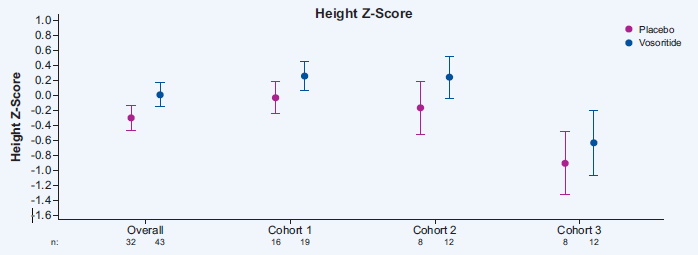 Height Z-Score
Placebo
Vosoritide
Height Z-Score
1.0
0.8
0.6
0.4
0.2
0.0
-0.2
-0.4
-0.6
-0.8
-1.0
-1.2
-1.4
-1.6
Overall Cohort 1 Cohort 2 Cohort 3
n: 32 43 16 19 8 12 8 12